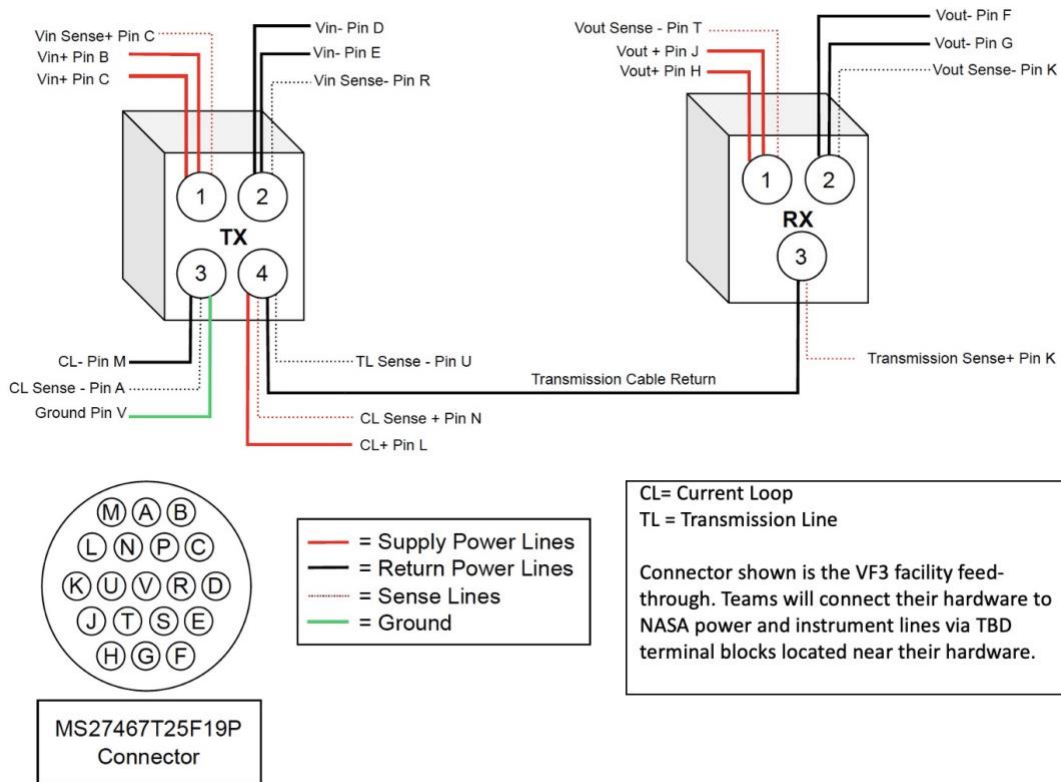 Vin Sense+ Pin C
Vin+ Pin B
Vin+ Pin C
Vin- Pin D
Vin- Pin E
Vin Sense- Pin R
Vout Sense - Pin T
Vout + Pin J
Vout+ Pin H
Vout- Pin F
Vout- Pin G
Vout Sense- Pin K
1
2
TX
3
4
1
2
RX
3
CL- Pin M
CL Sense - Pin A
Ground Pin V
TL Sense - Pin U
Transmission Cable Return
CL Sense + Pin N
CL+ Pin L
Transmission Sense+ Pin K
M A B
L N P C
K U V R D
J T S E
H G F
MS27467T25F19P
Connector
= Supply Power Lines
= Return Power Lines
= Sense Lines
= Ground
CL= Current Loop
TL = Transmission Line
Connector shown is the VF3 facility feed-
through. Teams will connect their hardware to
NASA power and instrument lines via TBD
terminal blocks located near their hardware.